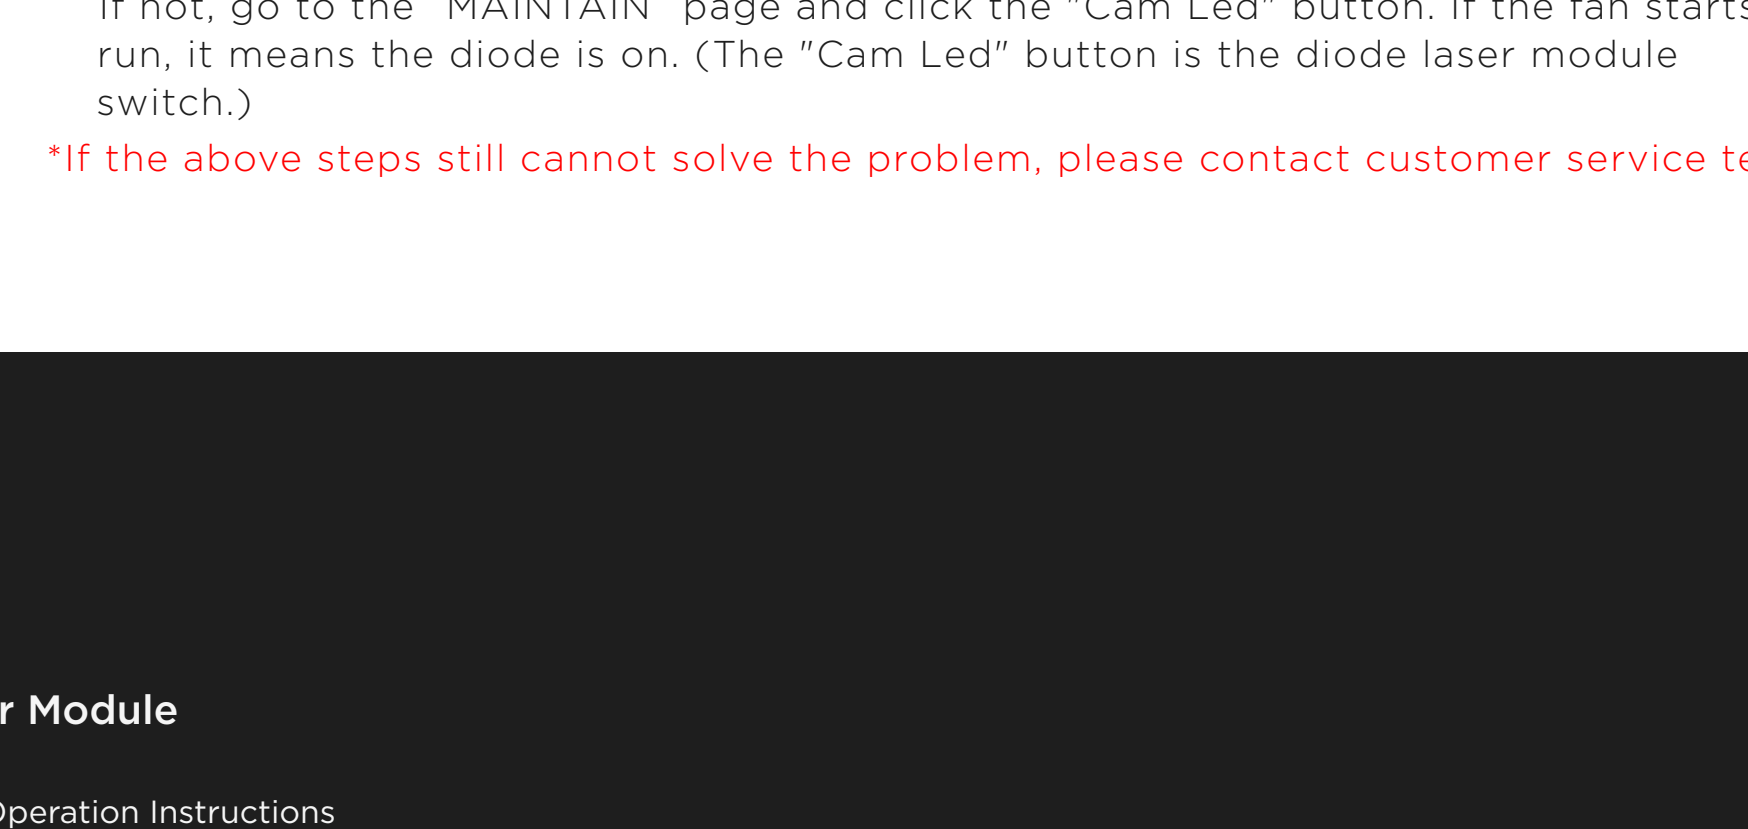 If not, go to the "MAINTAIN" page and click the "Cam Led" button. If the fan starts
run, it means the diode is on. (The "Cam Led" button is the diode laser module
switch.)
*If the above steps still cannot solve the problem, please contact customer service
r Module
Operation Instructions